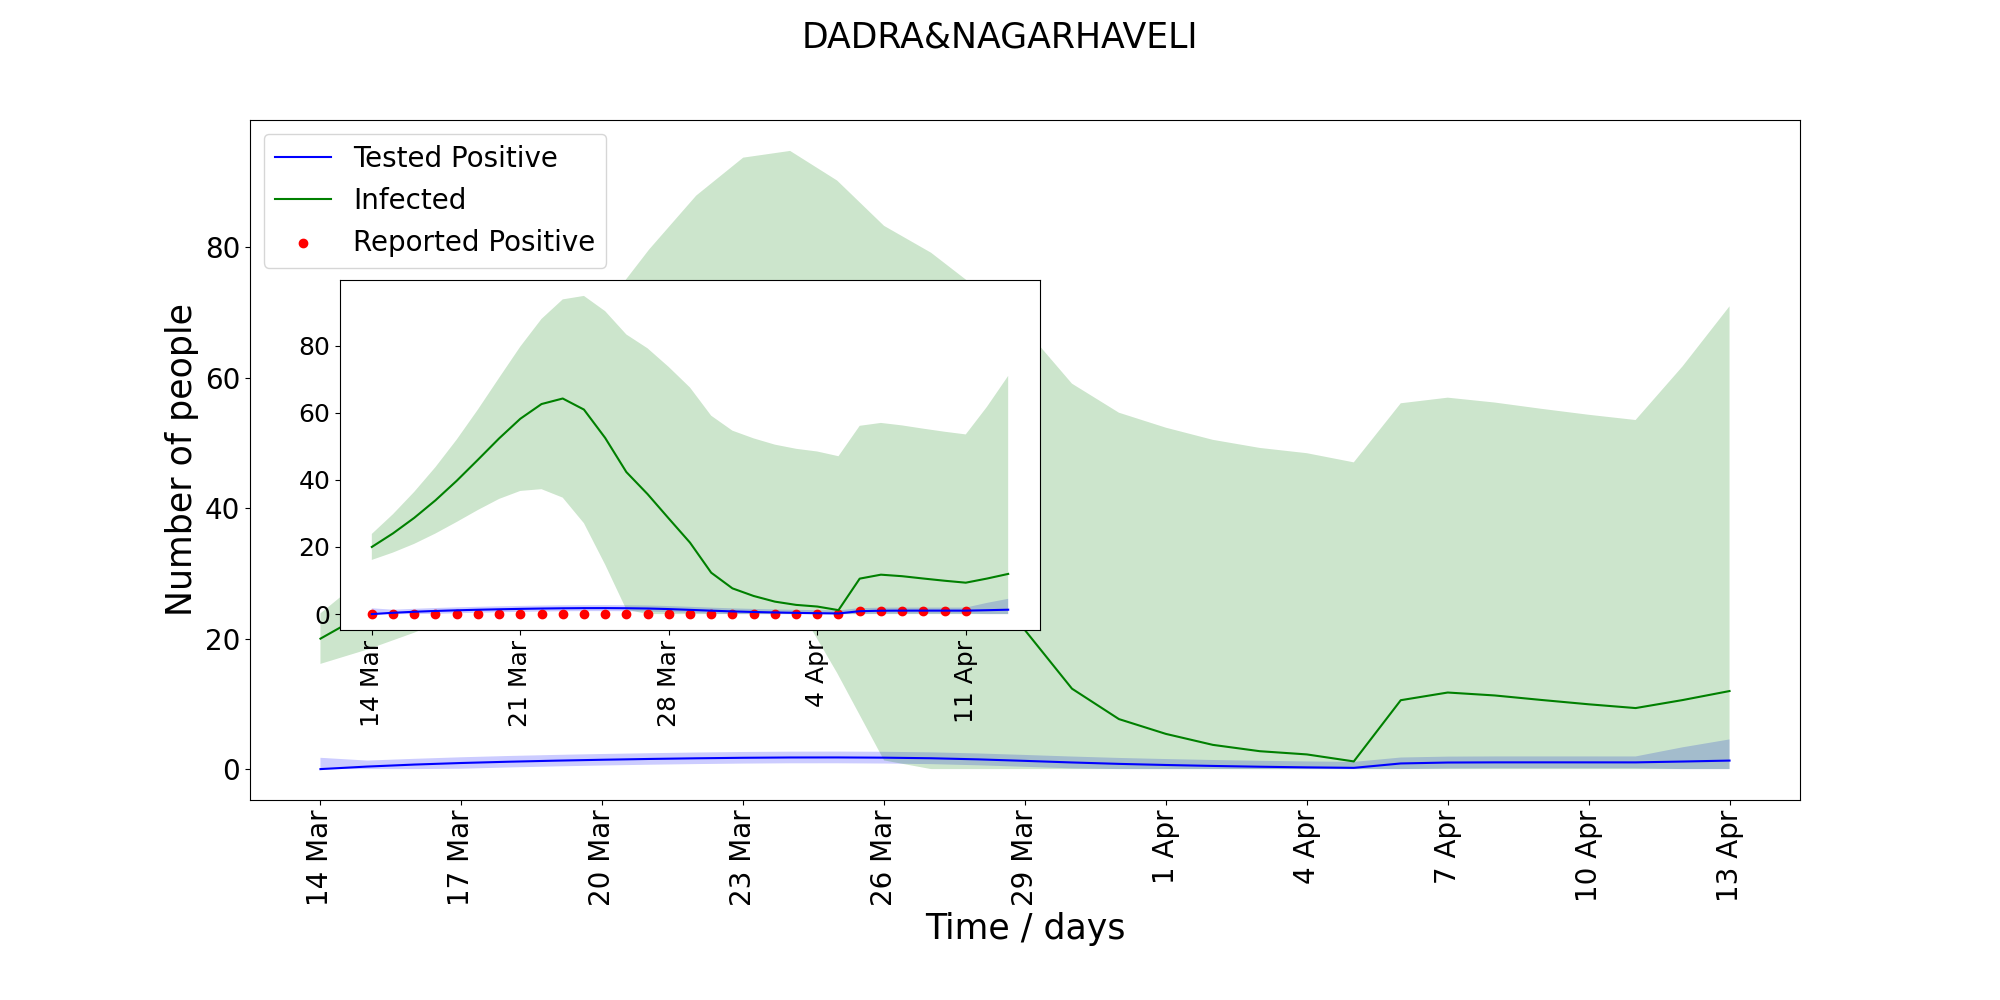 DADRA&NAGARHAVELI
Tested Positive
Infected
Reported Positive
Number of people
80
60
40
20
0
80
60
40
20
0
14 Mar
21 Mar
28 Mar
4 Apr
11 Apr
14 Mar
17 Mar
20 Mar
23 Mar
26 Mar
29 Mar
1 Apr
4 Apr
7 Apr
10 Apr
13 Apr
Time / days